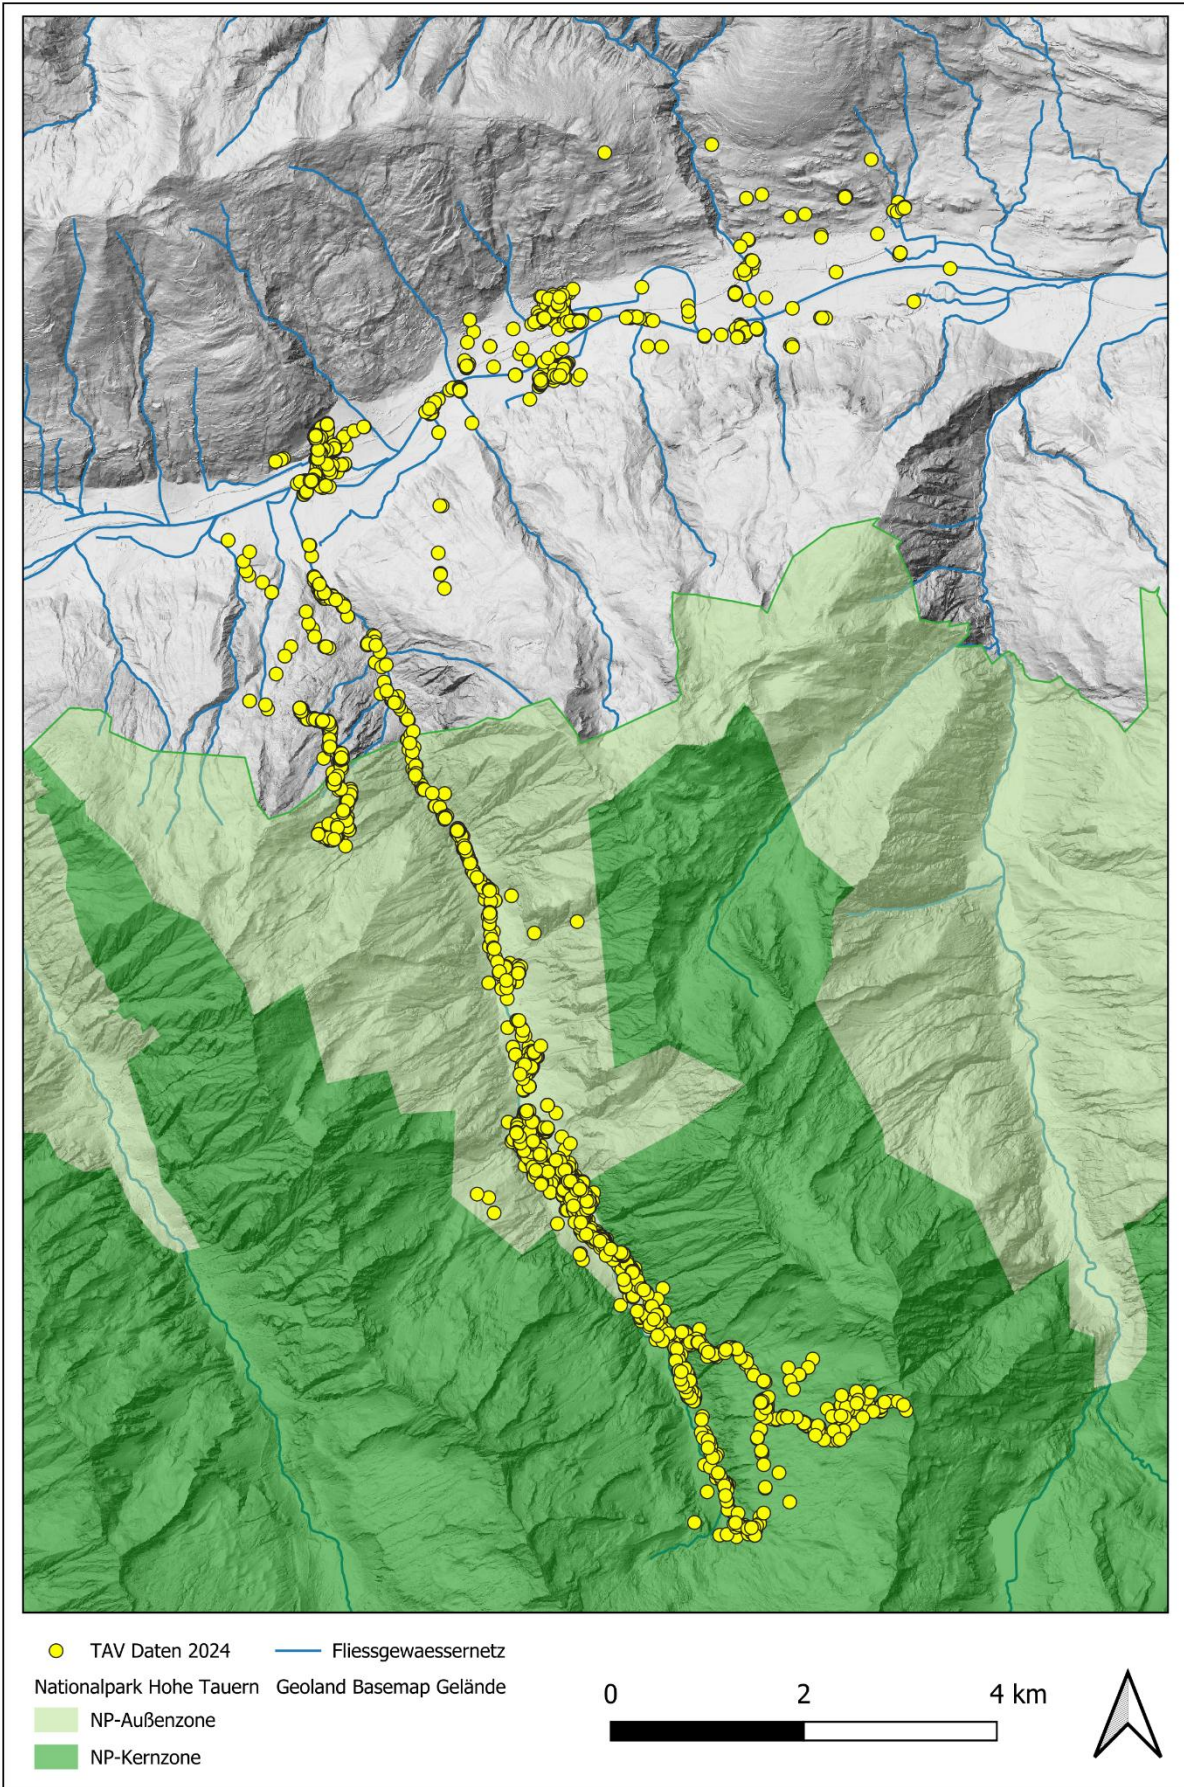 TAV Daten 2024
Fliessgewaessernetz
Nationalpark Hohe Tauern
Geoland Basemap Gelände
NP-Außenzone
NP-Kernzone
0 2 4 km